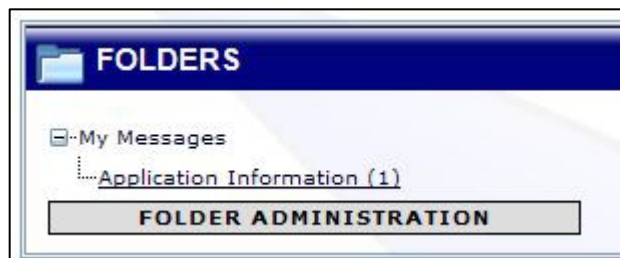 FOLDERS
My Messages
Application Information (1)
FOLDER ADMINISTRATION